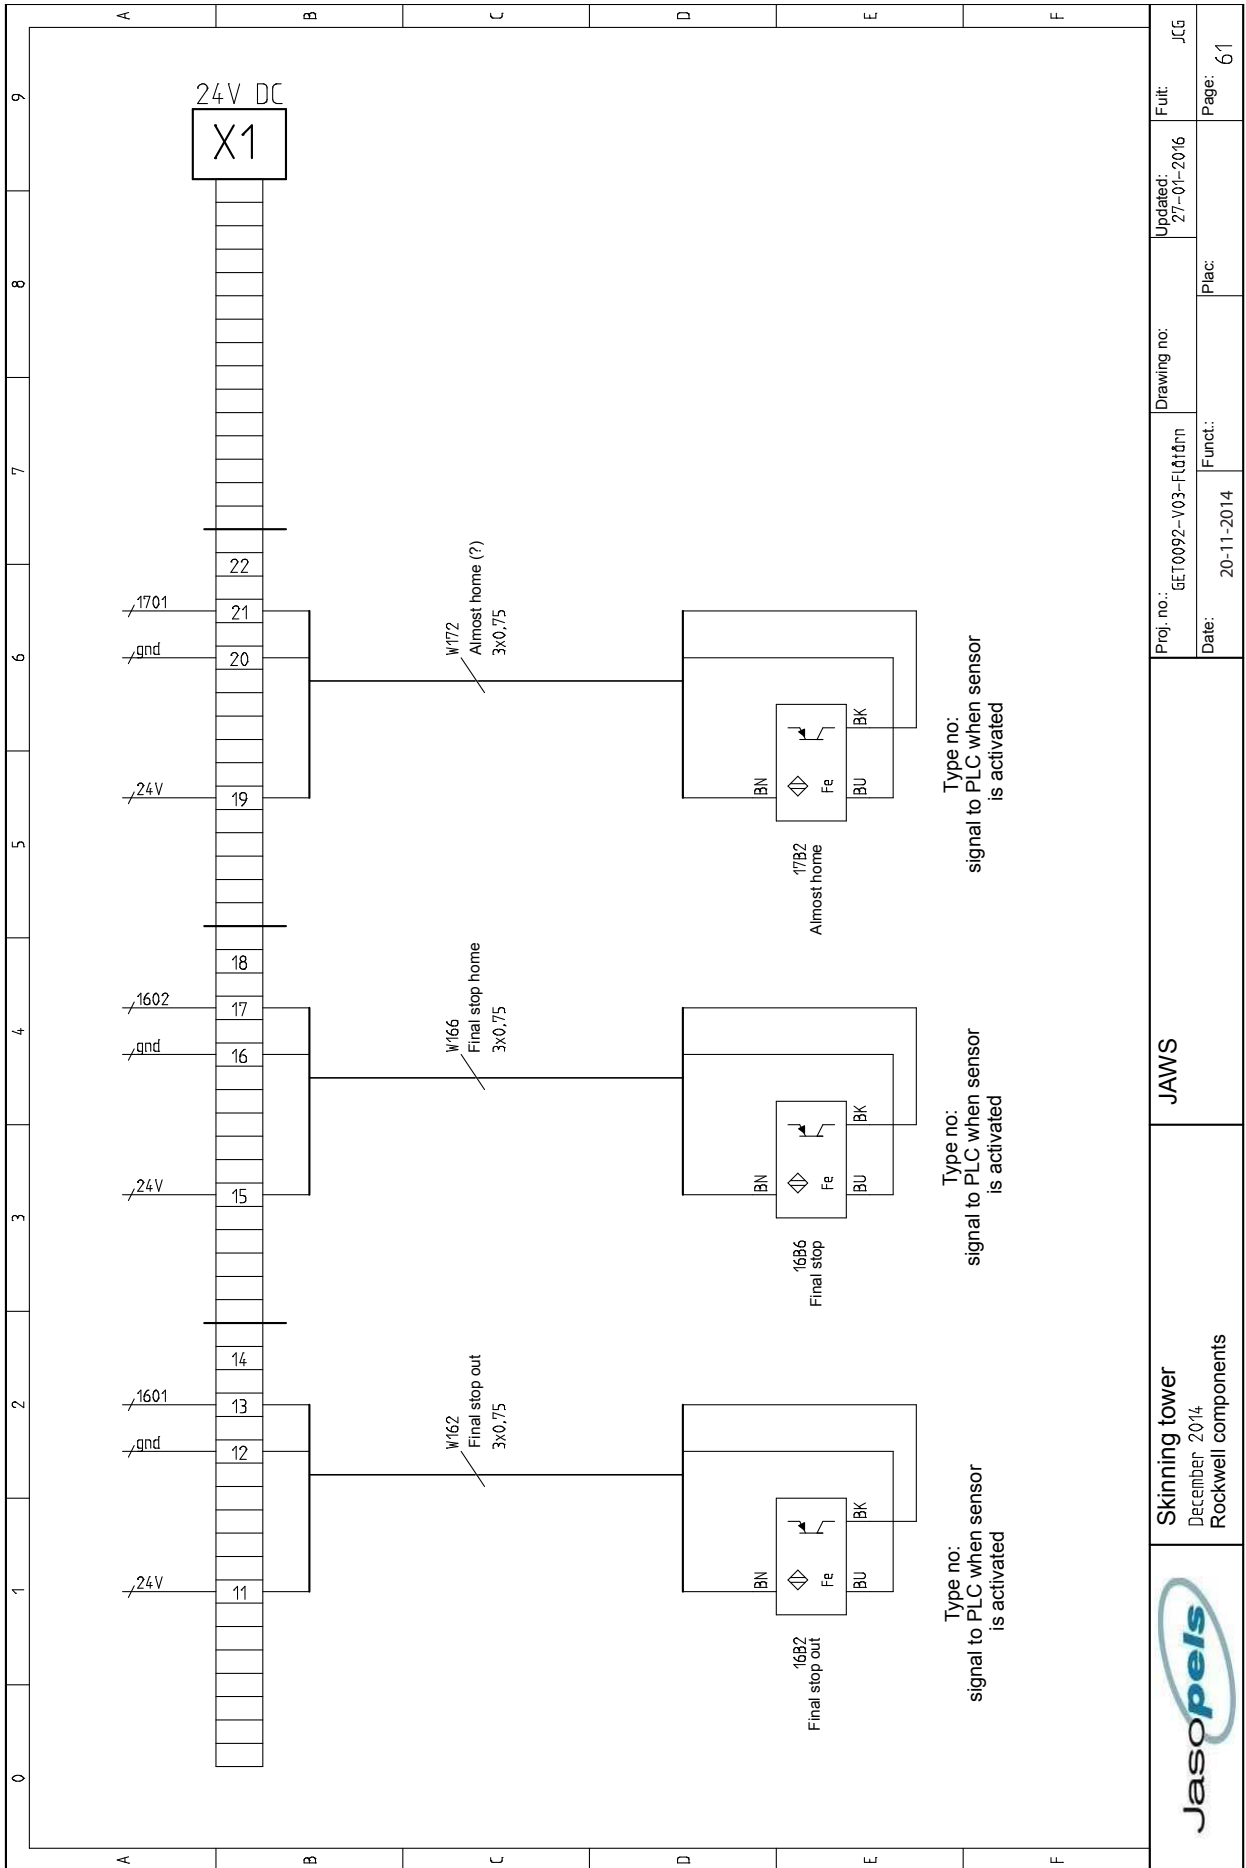 0 1 2 3 4 5 6 7 8 9
A
B
C
D
E
F
A
B
C
D
E
F
24V DC
X1
24V
gnd
1601
24V
gnd
1602
24V
gnd
1701
11
12
13
14
15
16
17
18
19
20
21
22
W162
Final stop out
3x0,75
W166
Final stop home
3x0,75
W172
Almost home (?)
3x0,75
BN
Fe
BU
BK
16B2
Final stop out
BN
Fe
BU
BK
16B6
Final stop
BN
Fe
BU
BK
17B2
Almost home
Type no:
signal to PLC when sensor
is activated
Type no:
signal to PLC when sensor
is activated
Type no:
signal to PLC when sensor
is activated
Jasopels
Skinning tower
December 2014
Rockwell components
JAWS
Proj. no.:
GET0092-V03-Flåtårn
Drawing no:
Updated:
27-01-2016
Fuit:
JCG
Date:
20-11-2014
Funct.:
Plac:
Page:
61